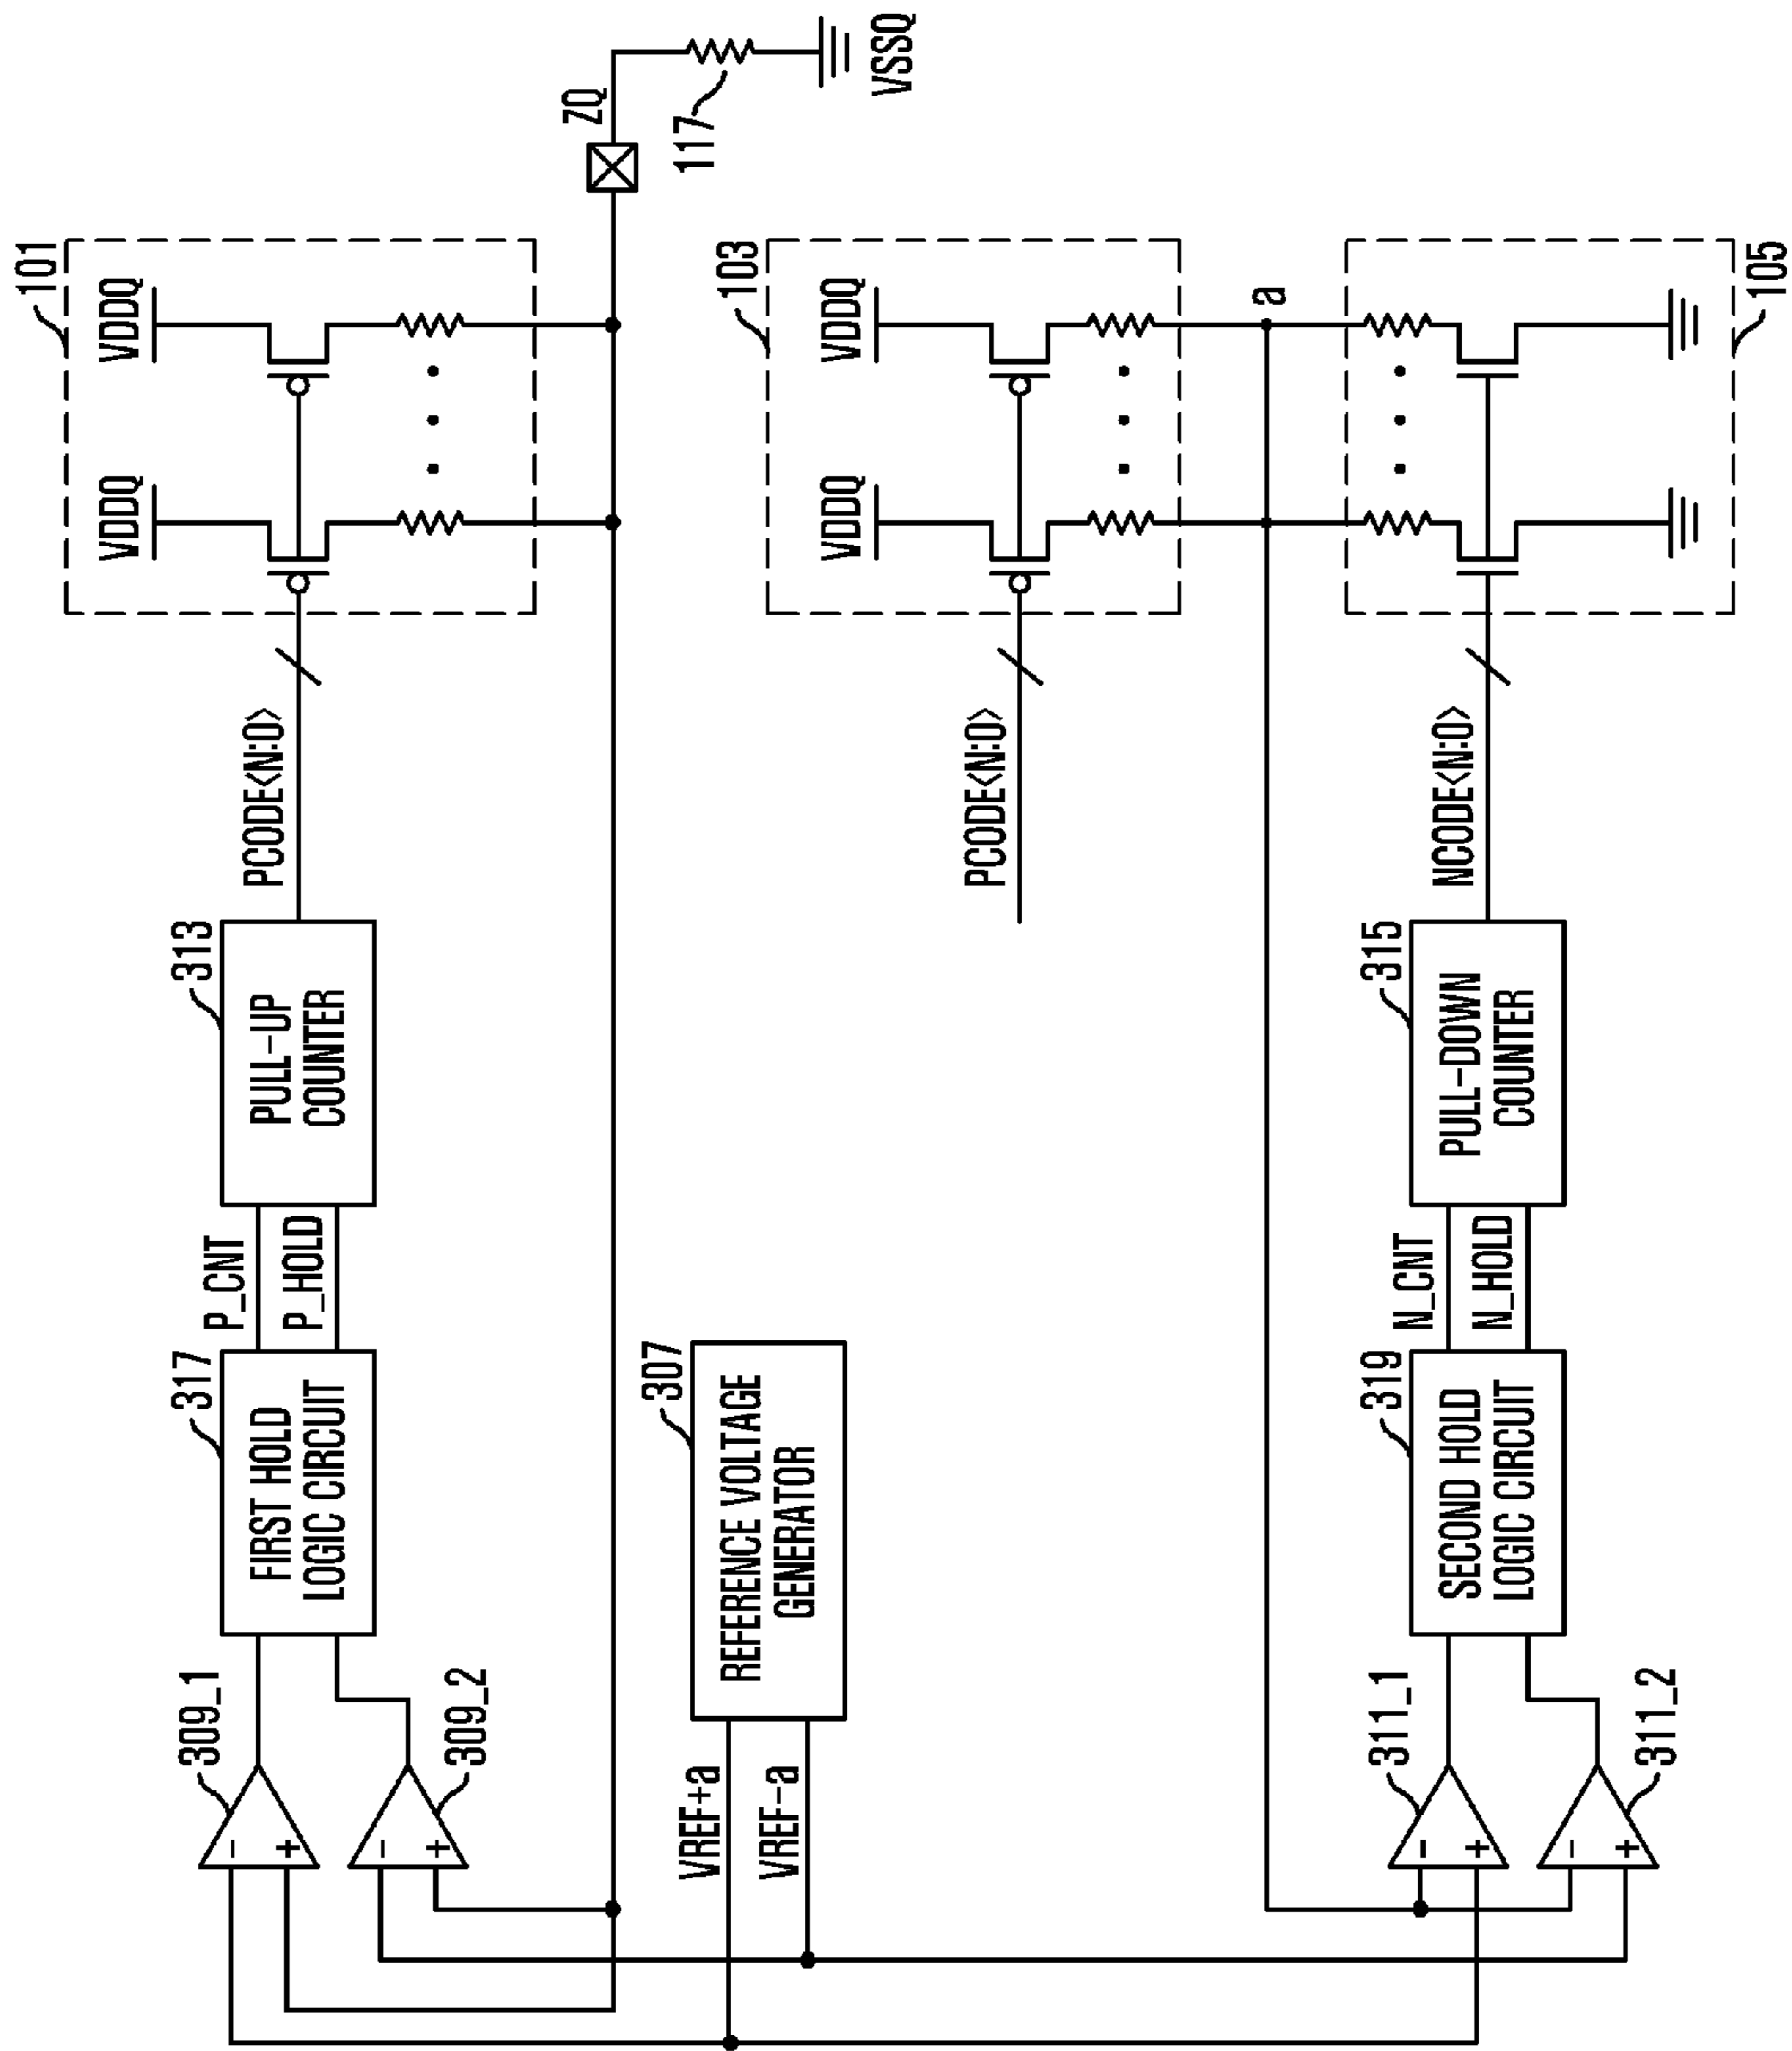 309_1
-
+
309_2
-
+
317
FIRST HOLD
LOGIC CIRCUIT
P_CNT
P_HOLD
313
PULL-UP
COUNTER
PCODE<N:0>
101
VDDQ
VDDQ
ZQ
117
VSSQ
VREF+a
VREF-a
307
REFERENCE VOLTAGE
GENERATOR
PCODE<N:0>
103
VDDQ
VDDQ
a
311_1
-
+
311_2
-
+
319
SECOND HOLD
LOGIC CIRCUIT
N_CNT
N_HOLD
315
PULL-DOWN
COUNTER
NCODE<N:0>
105